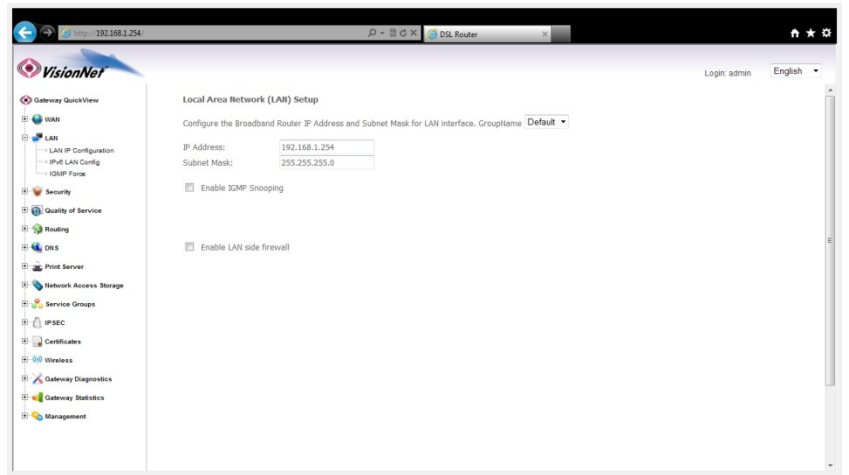 http://192.168.1.254/
DSL Router
VisionNet
Login: admin
English
Gateway QuickView
WAN
LAN
LAN IP Configuration
IPv6 LAN Config
IGMP Force
Security
Quality of Service
Routing
DNS
Print Server
Network Access Storage
Service Groups
IPSEC
Certificates
Wireless
Gateway Diagnostics
Gateway Statistics
Management
Local Area Network (LAN) Setup
Configure the Broadband Router IP Address and Subnet Mask for LAN interface. GroupName Default
IP Address: 192.168.1.254
Subnet Mask: 255.255.255.0
Enable IGMP Snooping
Enable LAN side firewall